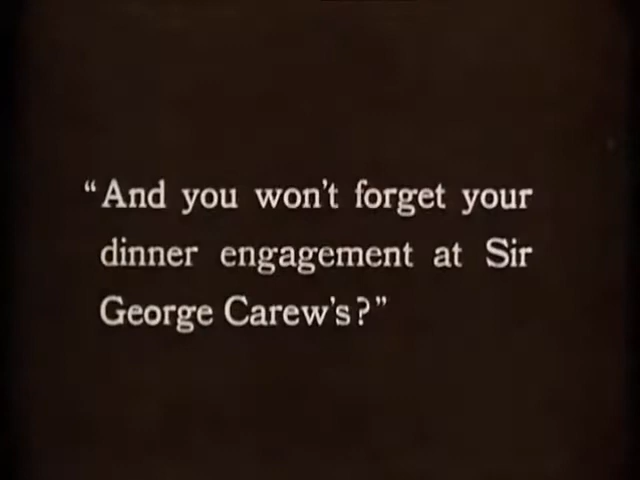 “And you won't forget your
dinner engagement at Sir
George Carew's?”